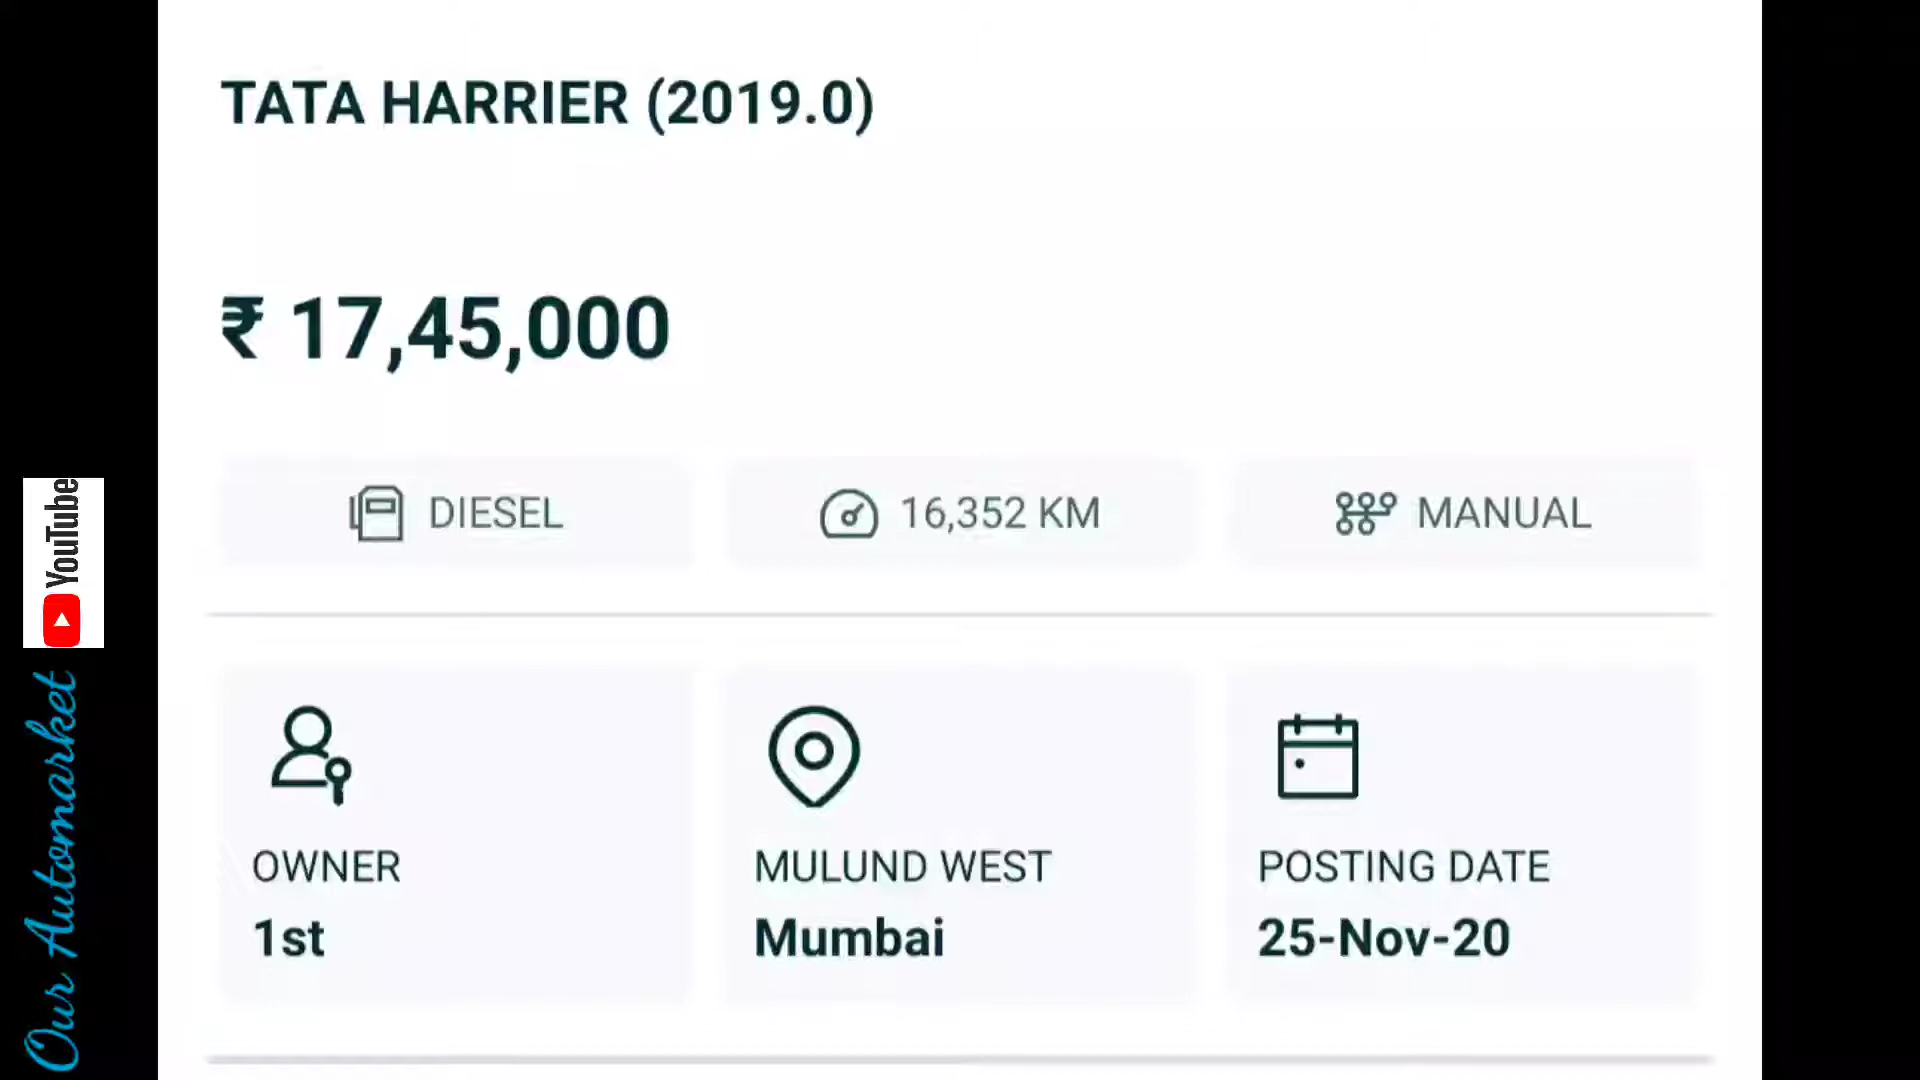 TATA HARRIER (2019.0)
₹ 17,45,000
DIESEL
16,352 KM
MANUAL
OWNER
1st
MULUND WEST
Mumbai
POSTING DATE
25-Nov-20
Our Automarket
YouTube